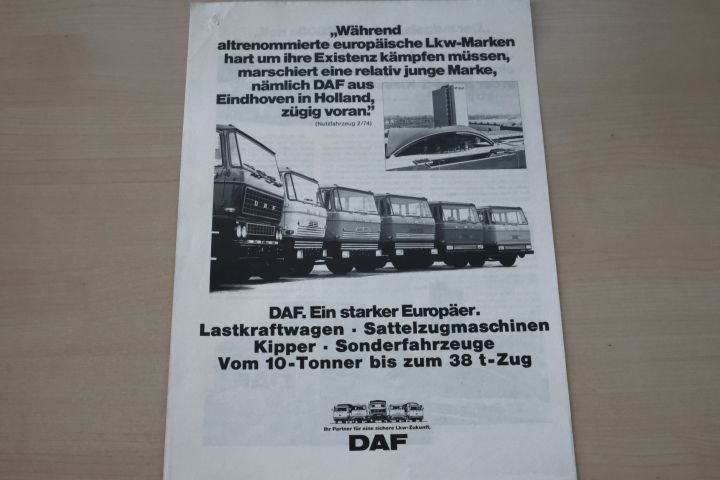 „Während
altrenommierte europäische Lkw-Marken
hart um ihre Existenz kämpfen müssen,
marschiert eine relativ junge Marke,
nämlich DAF aus
Eindhoven in Holland,
zügig voran.”
(Nutzfahrzeug 2/74)
DAF. Ein starker Europäer.
Lastkraftwagen · Sattelzugmaschinen
Kipper · Sonderfahrzeuge
Vom 10-Tonner bis zum 38 t-Zug
Ihr Partner für eine sichere Lkw-Zukunft.
DAF